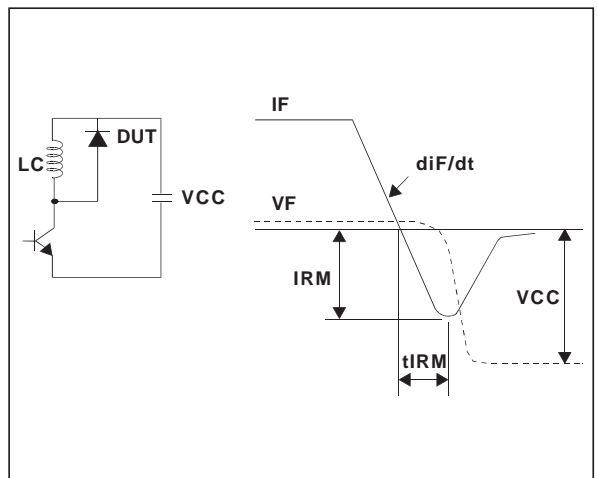 DUT
LC
VCC
IF
diF/dt
VF
IRM
VCC
tIRM